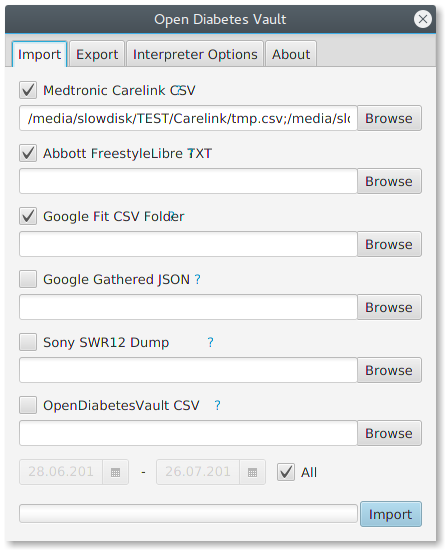 Open Diabetes Vault
Import Export Interpreter Options About
Medtronic Carelink CSV ?
/media/slowdisk/TEST/Carelink/tmp.csv;/media/slo Browse
Abbott FreestyleLibre TXT ?
Browse
Google Fit CSV Folder ?
Browse
Google Gathered JSON ?
Browse
Sony SWR12 Dump ?
Browse
OpenDiabetesVault CSV ?
Browse
28.06.201 - 26.07.201 All
Import